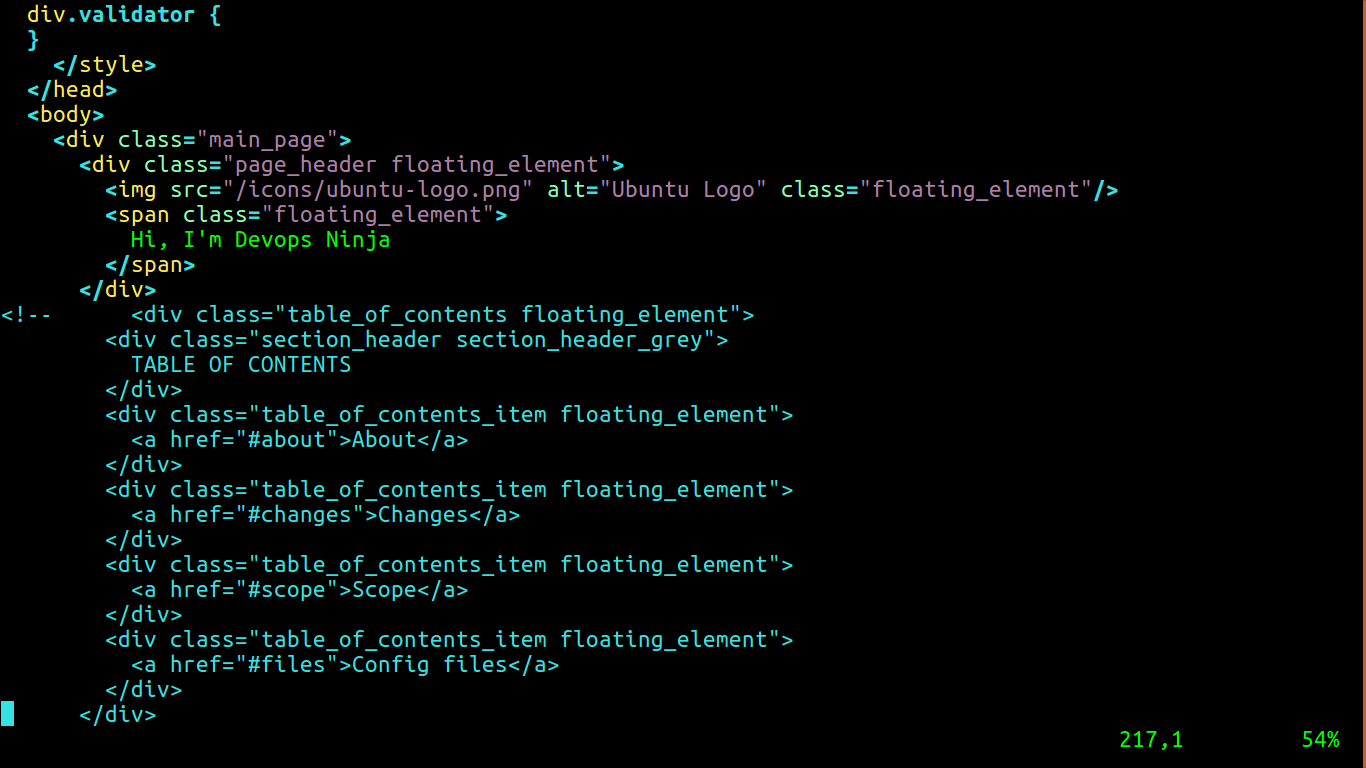 div.validator {
  }
    </style>
  </head>
  <body>
    <div class="main_page">
      <div class="page_header floating_element">
        <img src="/icons/ubuntu-logo.png" alt="Ubuntu Logo" class="floating_element"/>
        <span class="floating_element">
          Hi, I'm Devops Ninja
        </span>
      </div>
<!--      <div class="table_of_contents floating_element">
        <div class="section_header section_header_grey">
          TABLE OF CONTENTS
        </div>
        <div class="table_of_contents_item floating_element">
          <a href="#about">About</a>
        </div>
        <div class="table_of_contents_item floating_element">
          <a href="#changes">Changes</a>
        </div>
        <div class="table_of_contents_item floating_element">
          <a href="#scope">Scope</a>
        </div>
        <div class="table_of_contents_item floating_element">
          <a href="#files">Config files</a>
        </div>
      </div>
217,1         54%